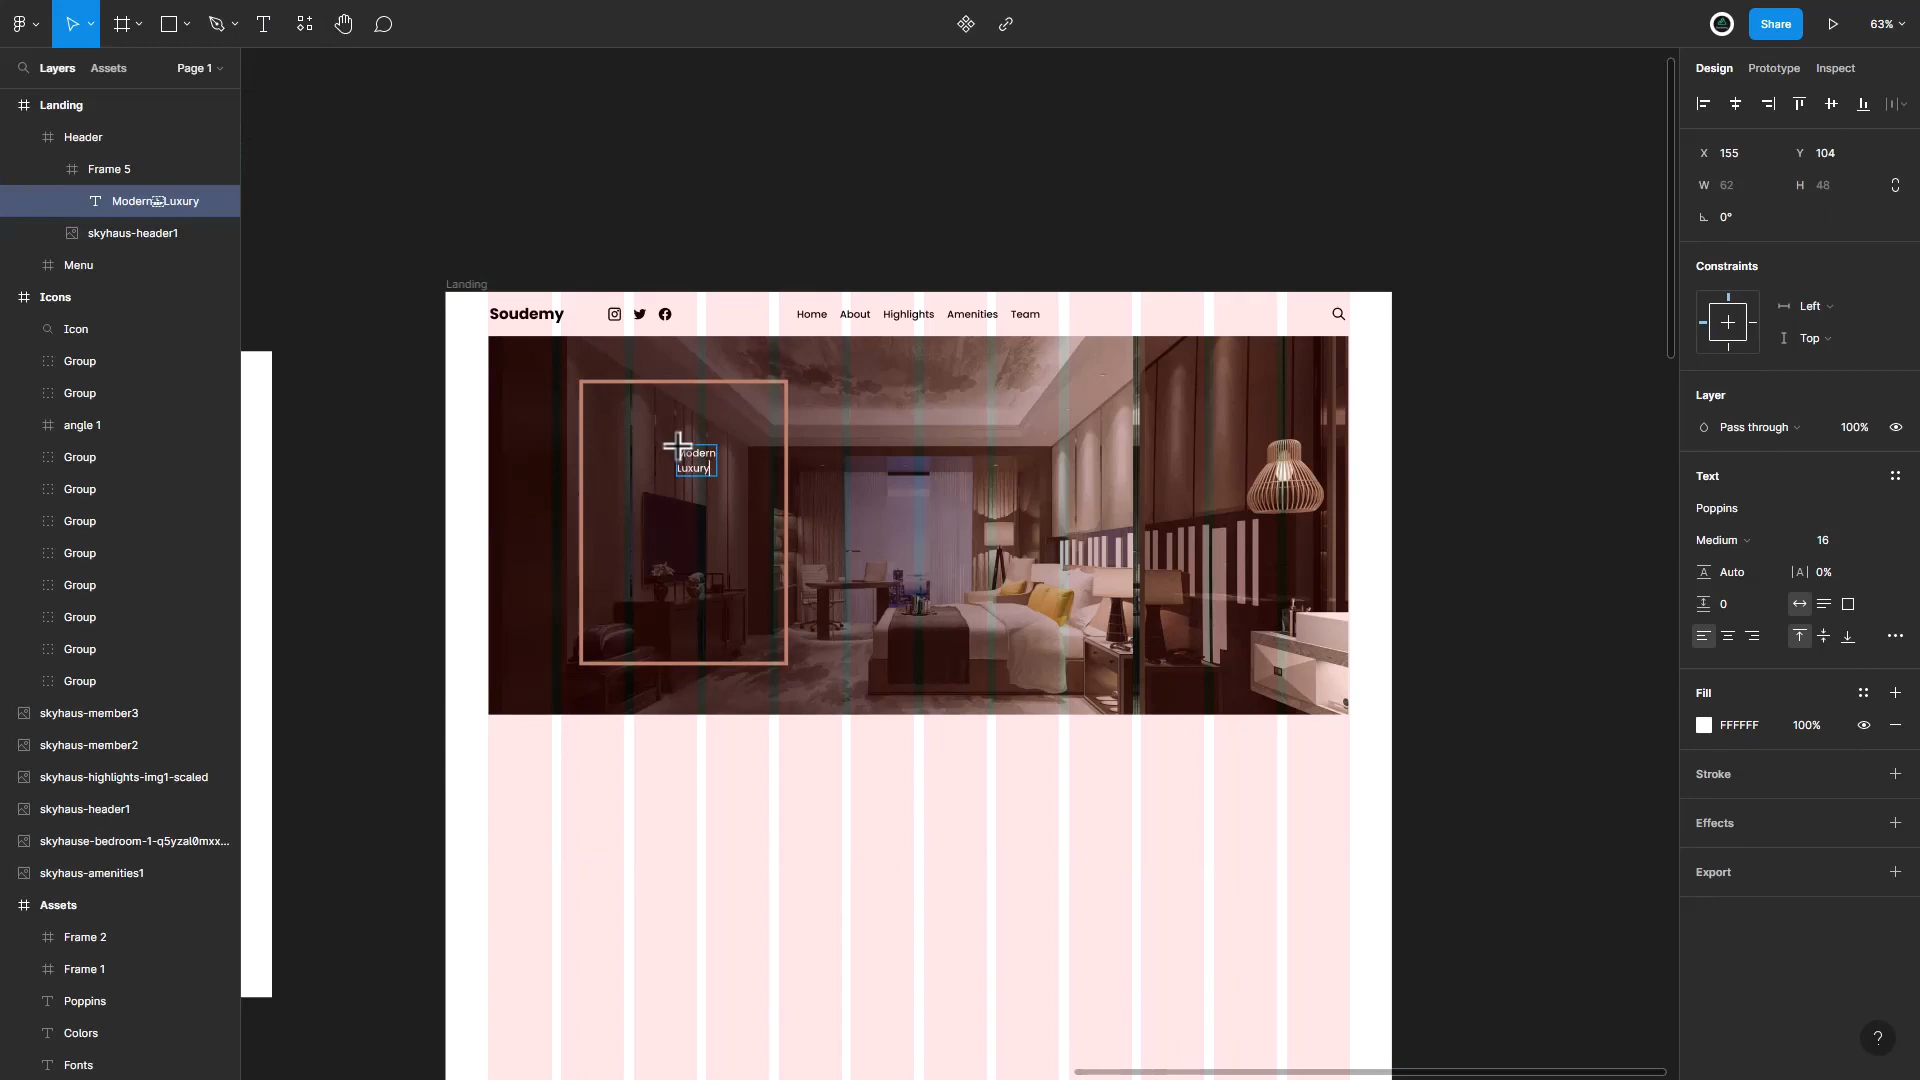 Share
63%
Layers
Assets
Page 1
Landing
Header
Frame 5
Modern Luxury
skyhaus-header1
Menu
Icons
Icon
Group
Group
angle 1
Group
Group
Group
Group
Group
Group
Group
Group
skyhaus-member3
skyhaus-member2
skyhaus-highlights-img1-scaled
skyhaus-header1
skyhause-bedroom-1-q5yzal0mxx...
skyhaus-amenities1
Assets
Frame 2
Frame 1
Poppins
Colors
Fonts
Landing
Soudemy
Home
About
Highlights
Amenities
Team
Modern
Luxury
Design
Prototype
Inspect
X 155
Y 104
W 62
H 48
0°
Constraints
Left
Top
Layer
Pass through
100%
Text
Poppins
Medium
16
A Auto
|A| 0%
0
Fill
FFFFFF
100%
Stroke
Effects
Export
?